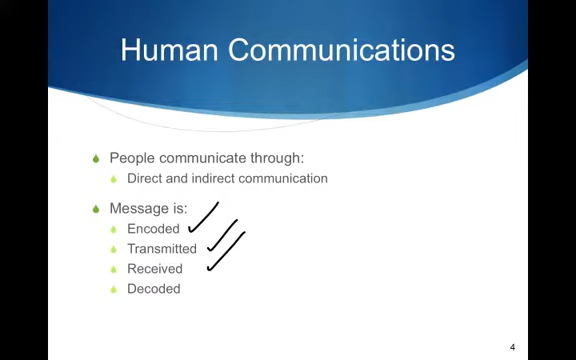 Human Communications
People communicate through:
Direct and indirect communication
Message is:
Encoded
Transmitted
Received
Decoded
4